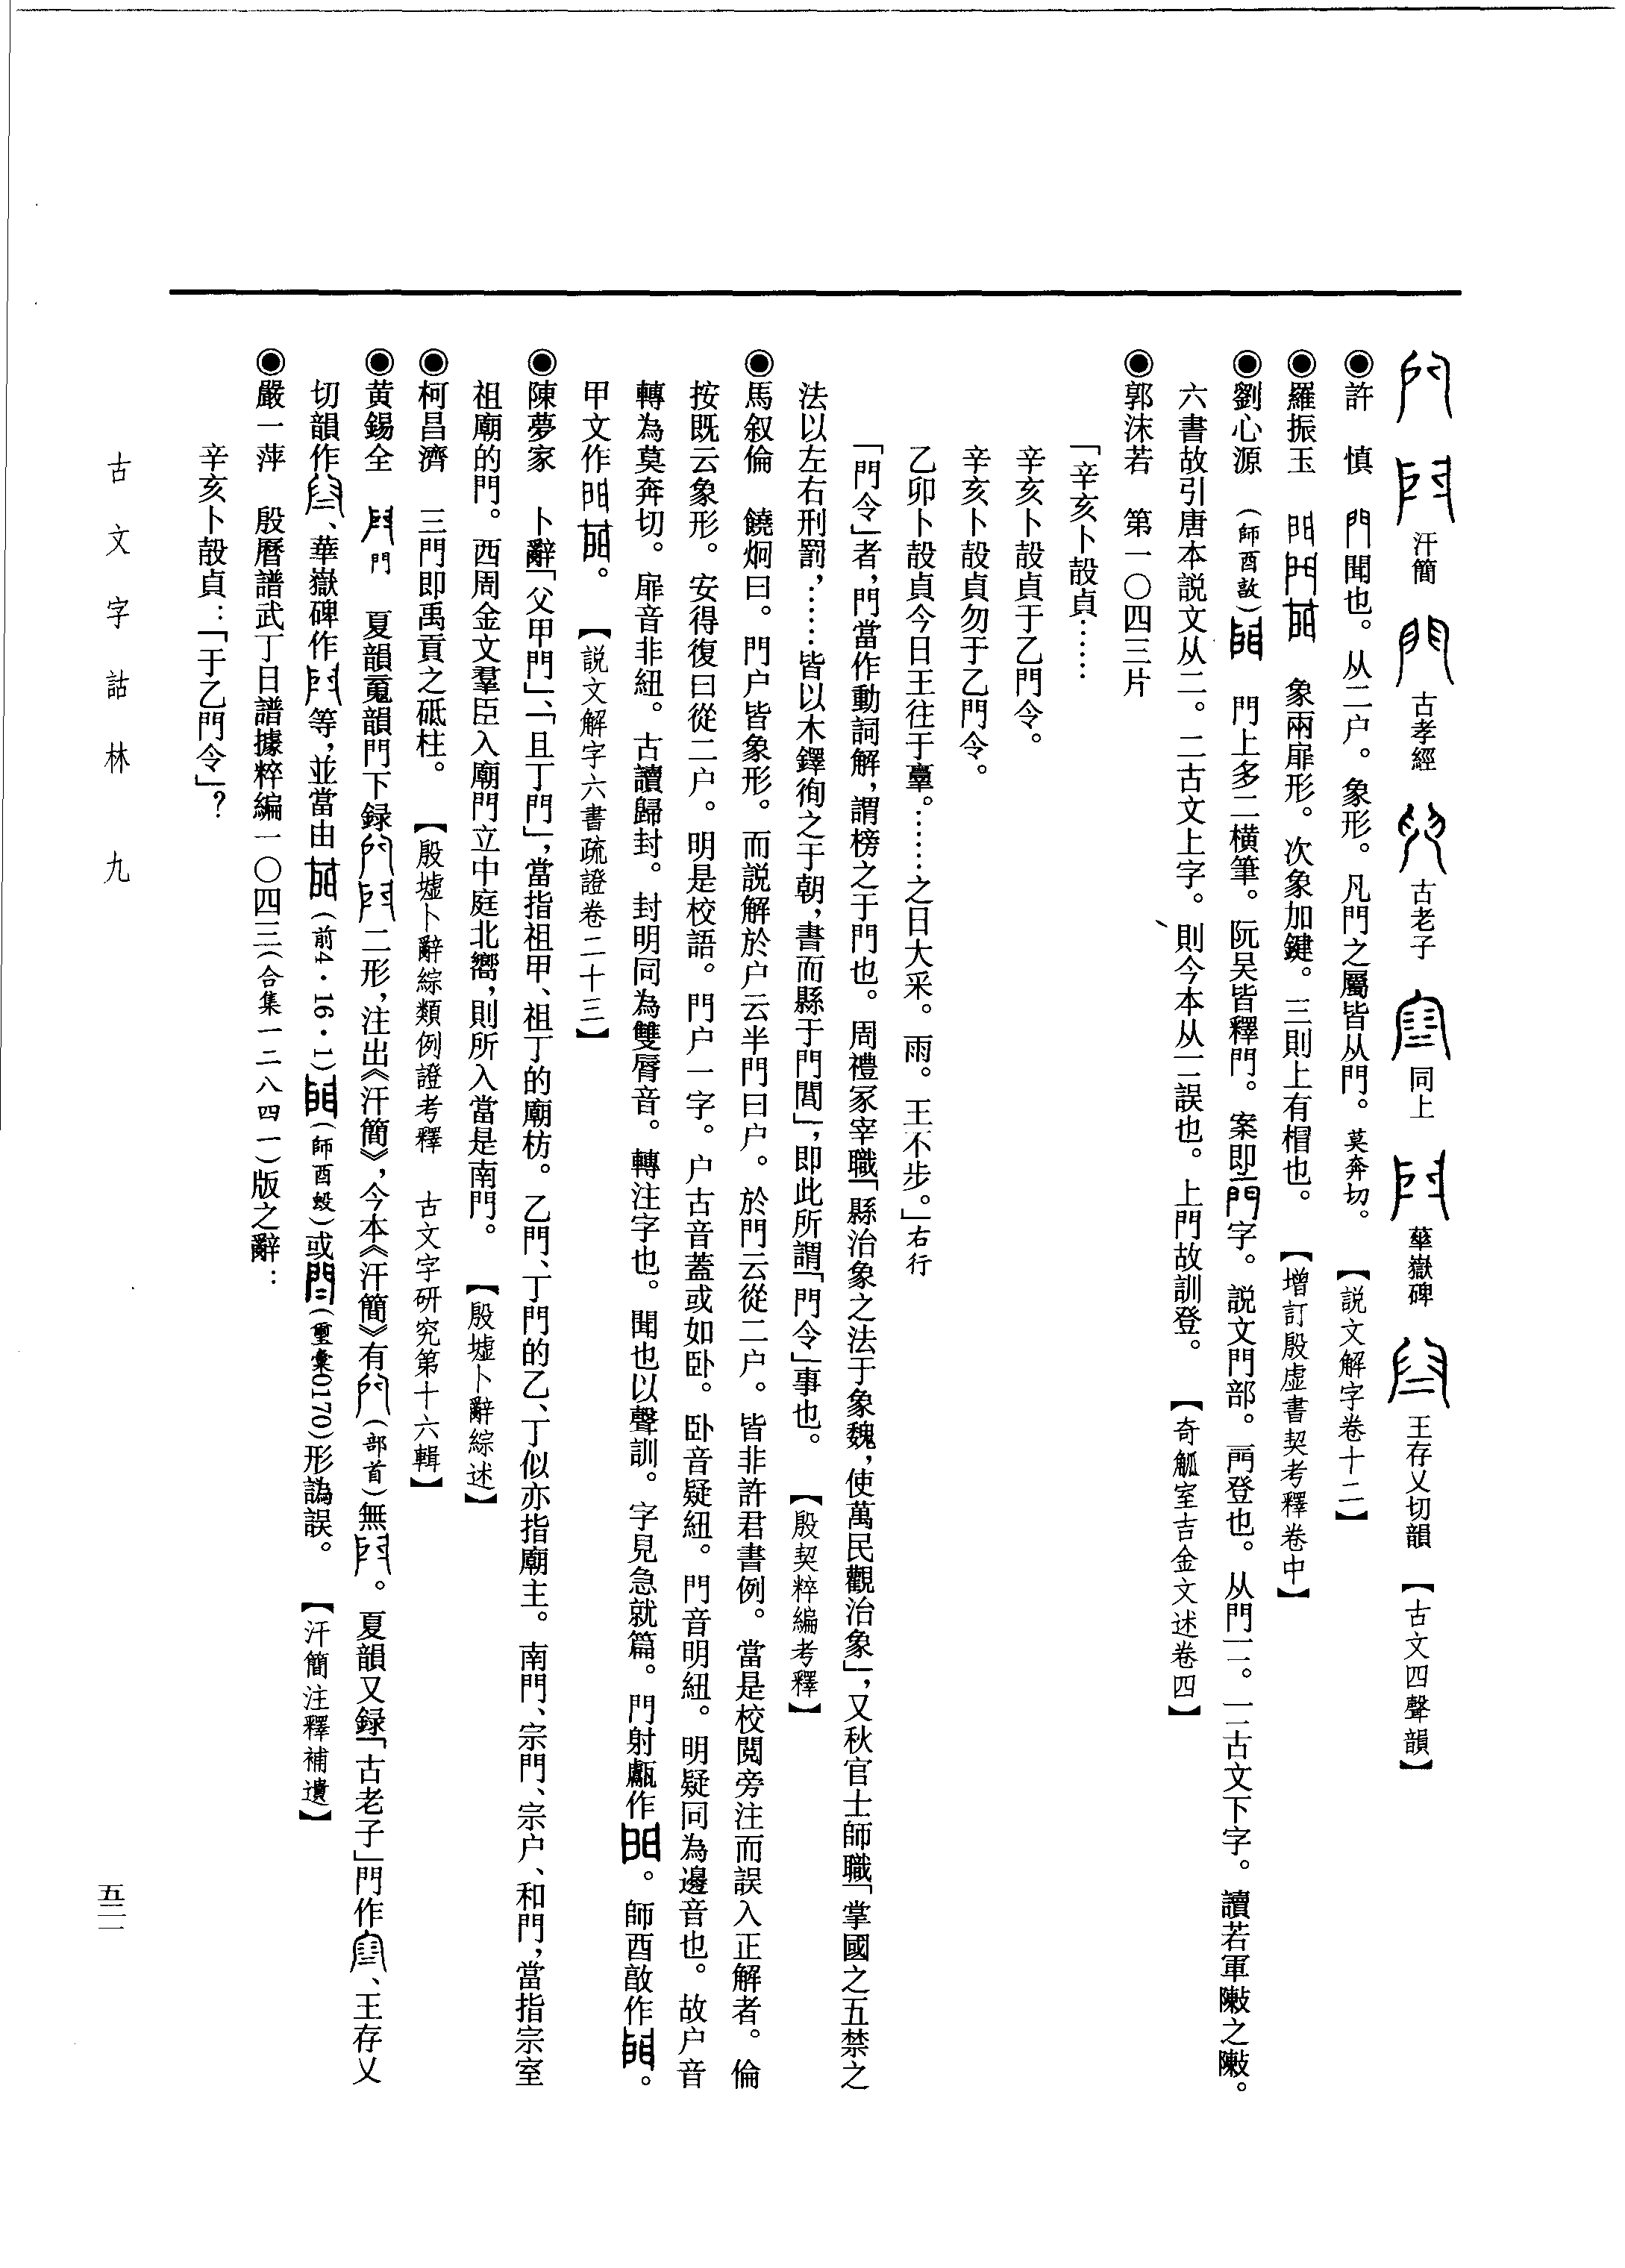 汗簡 古孝經 古老子 同上 華嶽碑 王存乂切韻 【古文四聲韻】
◉許　慎　門聞也。从二户。象形。凡門之屬皆从門。莫奔切。【説文解字卷十二】
◉羅振玉　象兩扉形。次象加鍵。三則上有楣也。【增訂殷虛書契考釋卷中】
◉劉心源　（師酉敦）門上多二橫筆。阮吴皆釋門。案即閂字。説文門部。閂登也。从門二。二古文下字。讀若軍敶之敶。
六書故引唐本説文从二。二古文上字。則今本从二誤也。上門故訓登。【奇觚室吉金文述卷四】
◉郭沫若　第一〇四三片
「辛亥卜㱿貞……
辛亥卜㱿貞于乙門令。
辛亥卜㱿貞勿于乙門令。
乙卯卜㱿貞今日王往于𦎫。……之日大采。雨。王不步。」右行
「門令」者，門當作動詞解，謂榜之于門也。周禮冢宰職「縣治象之法于象魏，使萬民觀治象」，又秋官士師職「掌國之五禁之
法以左右刑罰，……皆以木鐸徇之于朝，書而縣于門閭」，即此所謂「門令」事也。【殷契粹編考釋】
◉馬叙倫　饒炯曰。門户皆象形。而説解於户云半門曰户。於門云從二户。皆非許君書例。當是校閲旁注而誤入正解者。倫
按既云象形。安得復曰從二户。明是校語。門户一字。户古音蓋或如卧。卧音疑紐。門音明紐。明疑同為邊音也。故户音
轉為莫奔切。扉音非紐。古讀歸封。封明同為雙脣音。轉注字也。聞也以聲訓。字見急就篇。門射甗作。師酉敢作。
甲文作。【説文解字六書疏證卷二十三】
◉陳夢家　卜辭「父甲門」、「且丁門」，當指祖甲、祖丁的廟枋。乙門、丁門的乙、丁似亦指廟主。南門、宗門、宗户、和門，當指宗室
祖廟的門。西周金文羣臣入廟門立中庭北嚮，則所入當是南門。【殷墟卜辭綜述】
◉柯昌濟　三門即禹貢之砥柱。【殷墟卜辭綜類例證考釋　古文字研究第十六輯】
◉黄錫全　門　夏韻䰟韻門下録二形，注出《汗簡》，今本《汗簡》有（部首）無。夏韻又録「古老子」門作、王存乂
切韻作、華嶽碑作等，並當由（前4·16·1）（師酉𣪘）或（璽彙0170）形譌誤。【汗簡注釋補遺】
◉嚴一萍　殷曆譜武丁日譜據粹編一〇四三（合集一二八四一）版之辭：
辛亥卜㱿貞：「于乙門令」？
古文字詁林　九
五二一